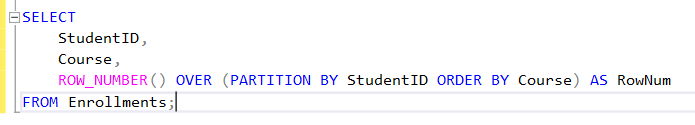 SELECT
    StudentID,
    Course,
    ROW_NUMBER() OVER (PARTITION BY StudentID ORDER BY Course) AS RowNum
FROM Enrollments;